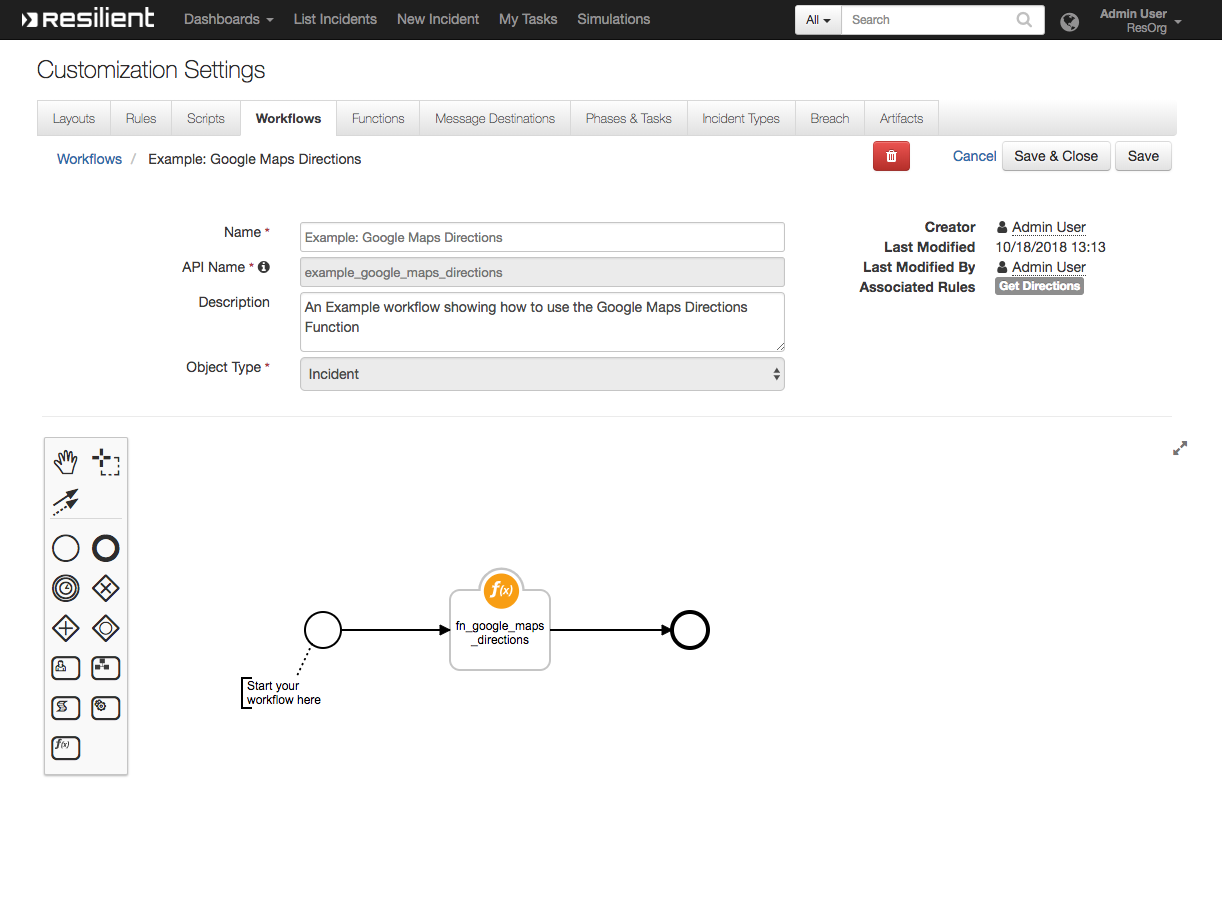 resilient Dashboards List Incidents New Incident My Tasks Simulations All Search Admin User
ResOrg
Customization Settings
Layouts Rules Scripts Workflows Functions Message Destinations Phases & Tasks Incident Types Breach Artifacts
Workflows / Example: Google Maps Directions Cancel Save & Close Save
Name * Example: Google Maps Directions
API Name * example_google_maps_directions
Description An Example workflow showing how to use the Google Maps Directions
Function
Object Type * Incident
Creator Admin User
Last Modified 10/18/2018 13:13
Last Modified By Admin User
Associated Rules Get Directions
f(x)
fn_google_maps
_directions
Start your
workflow here
f(x)